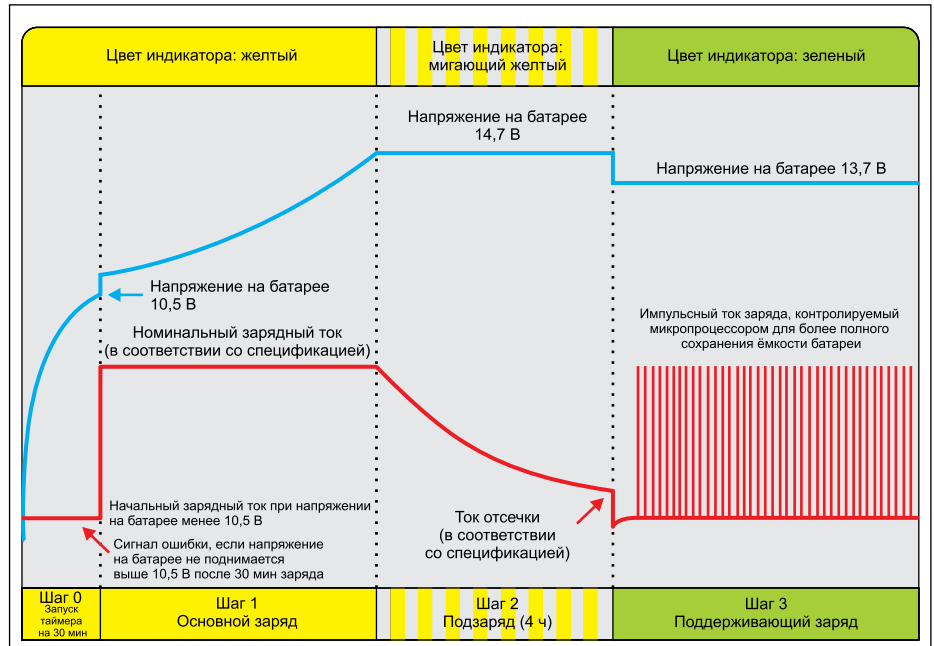 Цвет индикатора: желтый
Цвет индикатора:
мигающий желтый
Цвет индикатора: зеленый
Напряжение на батарее
14,7 В
Напряжение на батарее 13,7 В
Напряжение на батарее
10,5 В
Номинальный зарядный ток
(в соответствии со спецификацией)
Импульсный ток заряда, контролируемый
микропроцессором для более полного
сохранения ёмкости батареи
Начальный зарядный ток при напряжении
на батарее менее 10,5 В
Сигнал ошибки, если напряжение
на батарее не поднимается
выше 10,5 В после 30 мин заряда
Ток отсечки
(в соответствии
со спецификацией)
Шаг 0
Запуск
таймера
на 30 мин
Шаг 1
Основной заряд
Шаг 2
Подзаряд (4 ч)
Шаг 3
Поддерживающий заряд